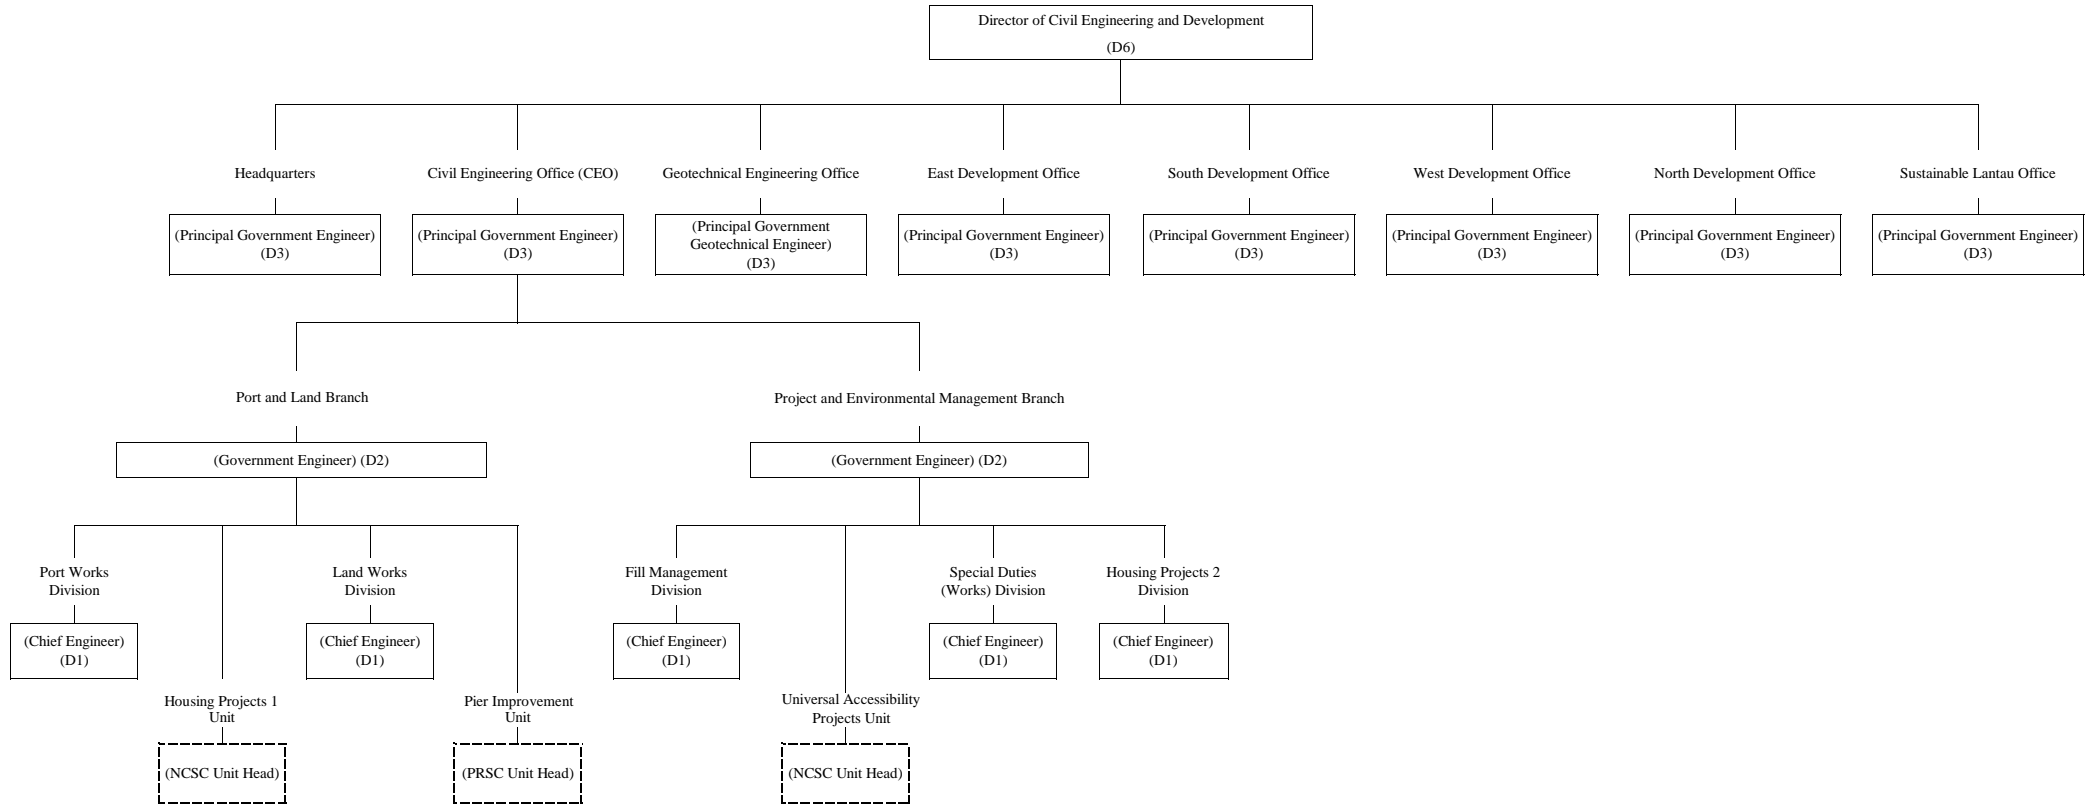 Director of Civil Engineering and Development
(D6)
Headquarters
Civil Engineering Office (CEO)
Geotechnical Engineering Office
East Development Office
South Development Office
West Development Office
North Development Office
Sustainable Lantau Office
(Principal Government Engineer)
(D3)
(Principal Government Engineer)
(D3)
(Principal Government
Geotechnical Engineer)
(D3)
(Principal Government Engineer)
(D3)
(Principal Government Engineer)
(D3)
(Principal Government Engineer)
(D3)
(Principal Government Engineer)
(D3)
(Principal Government Engineer)
(D3)
Port and Land Branch
Project and Environmental Management Branch
(Government Engineer) (D2)
(Government Engineer) (D2)
Port Works
Division
Land Works
Division
Fill Management
Division
Special Duties
(Works) Division
Housing Projects 2
Division
(Chief Engineer)
(D1)
(Chief Engineer)
(D1)
(Chief Engineer)
(D1)
(Chief Engineer)
(D1)
(Chief Engineer)
(D1)
Housing Projects 1
Unit
Pier Improvement
Unit
Universal Accessibility
Projects Unit
(NCSC Unit Head)
(PRSC Unit Head)
(NCSC Unit Head)